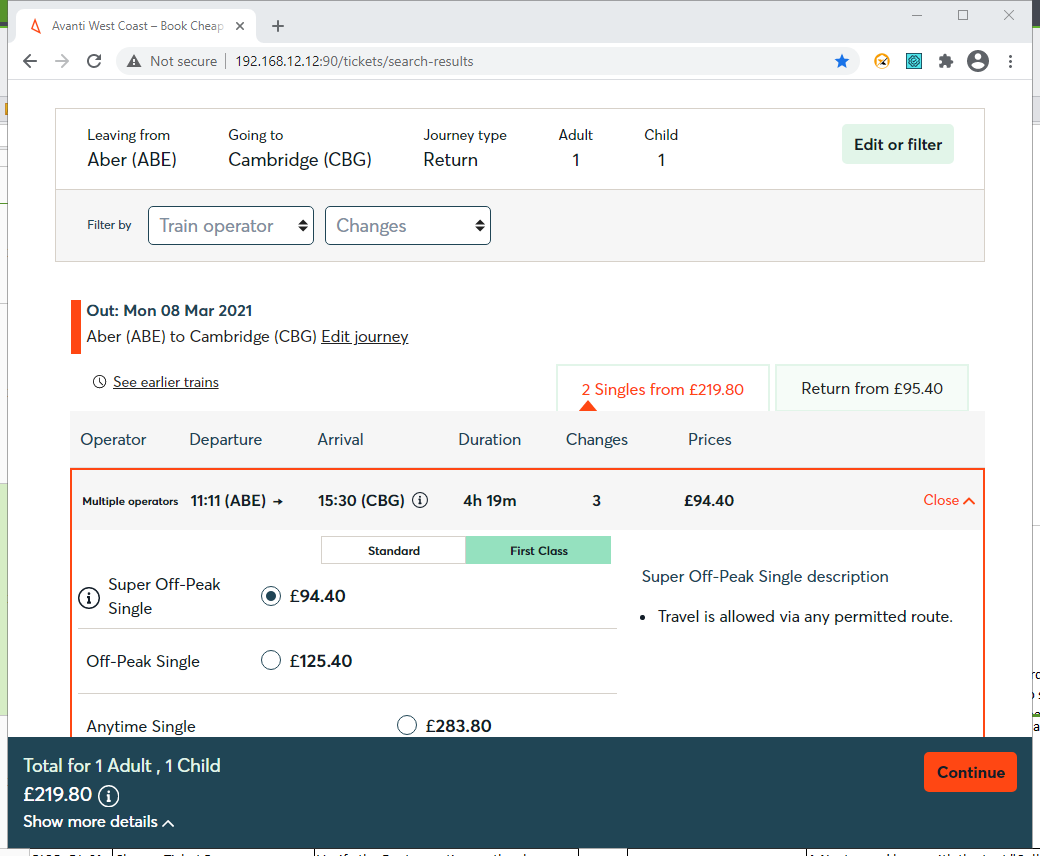 Avanti West Coast – Book Cheap
Not secure | 192.168.12.12:90/tickets/search-results
Leaving from Going to Journey type Adult Child
Aber (ABE) Cambridge (CBG) Return 1 1
Edit or filter
Filter by Train operator Changes
Out: Mon 08 Mar 2021
Aber (ABE) to Cambridge (CBG) Edit journey
See earlier trains
2 Singles from £219.80 Return from £95.40
Operator Departure Arrival Duration Changes Prices
Multiple operators 11:11 (ABE) → 15:30 (CBG) 4h 19m 3 £94.40 Close
Standard First Class
Super Off-Peak Single £94.40
Super Off-Peak Single description
• Travel is allowed via any permitted route.
Off-Peak Single £125.40
Anytime Single £283.80
Total for 1 Adult , 1 Child
£219.80
Show more details
Continue